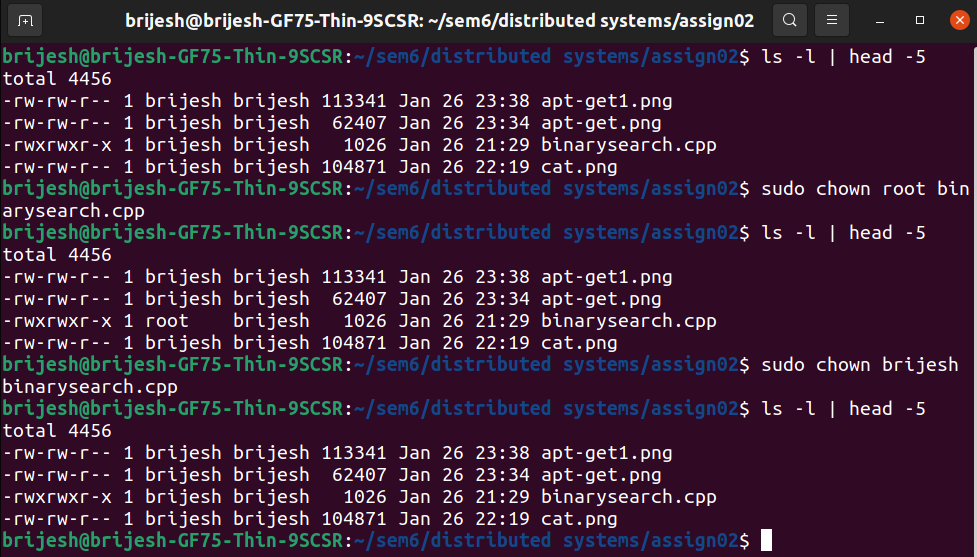 brijesh@brijesh-GF75-Thin-9SCSR: ~/sem6/distributed systems/assign02
brijesh@brijesh-GF75-Thin-9SCSR:~/sem6/distributed systems/assign02$ ls -l | head -5
total 4456
-rw-rw-r-- 1 brijesh brijesh 113341 Jan 26 23:38 apt-get1.png
-rw-rw-r-- 1 brijesh brijesh  62407 Jan 26 23:34 apt-get.png
-rwxrwxr-x 1 brijesh brijesh   1026 Jan 26 21:29 binarysearch.cpp
-rw-rw-r-- 1 brijesh brijesh 104871 Jan 26 22:19 cat.png
brijesh@brijesh-GF75-Thin-9SCSR:~/sem6/distributed systems/assign02$ sudo chown root bin
arysearch.cpp
brijesh@brijesh-GF75-Thin-9SCSR:~/sem6/distributed systems/assign02$ ls -l | head -5
total 4456
-rw-rw-r-- 1 brijesh brijesh 113341 Jan 26 23:38 apt-get1.png
-rw-rw-r-- 1 brijesh brijesh  62407 Jan 26 23:34 apt-get.png
-rwxrwxr-x 1 root    brijesh   1026 Jan 26 21:29 binarysearch.cpp
-rw-rw-r-- 1 brijesh brijesh 104871 Jan 26 22:19 cat.png
brijesh@brijesh-GF75-Thin-9SCSR:~/sem6/distributed systems/assign02$ sudo chown brijesh
binarysearch.cpp
brijesh@brijesh-GF75-Thin-9SCSR:~/sem6/distributed systems/assign02$ ls -l | head -5
total 4456
-rw-rw-r-- 1 brijesh brijesh 113341 Jan 26 23:38 apt-get1.png
-rw-rw-r-- 1 brijesh brijesh  62407 Jan 26 23:34 apt-get.png
-rwxrwxr-x 1 brijesh brijesh   1026 Jan 26 21:29 binarysearch.cpp
-rw-rw-r-- 1 brijesh brijesh 104871 Jan 26 22:19 cat.png
brijesh@brijesh-GF75-Thin-9SCSR:~/sem6/distributed systems/assign02$